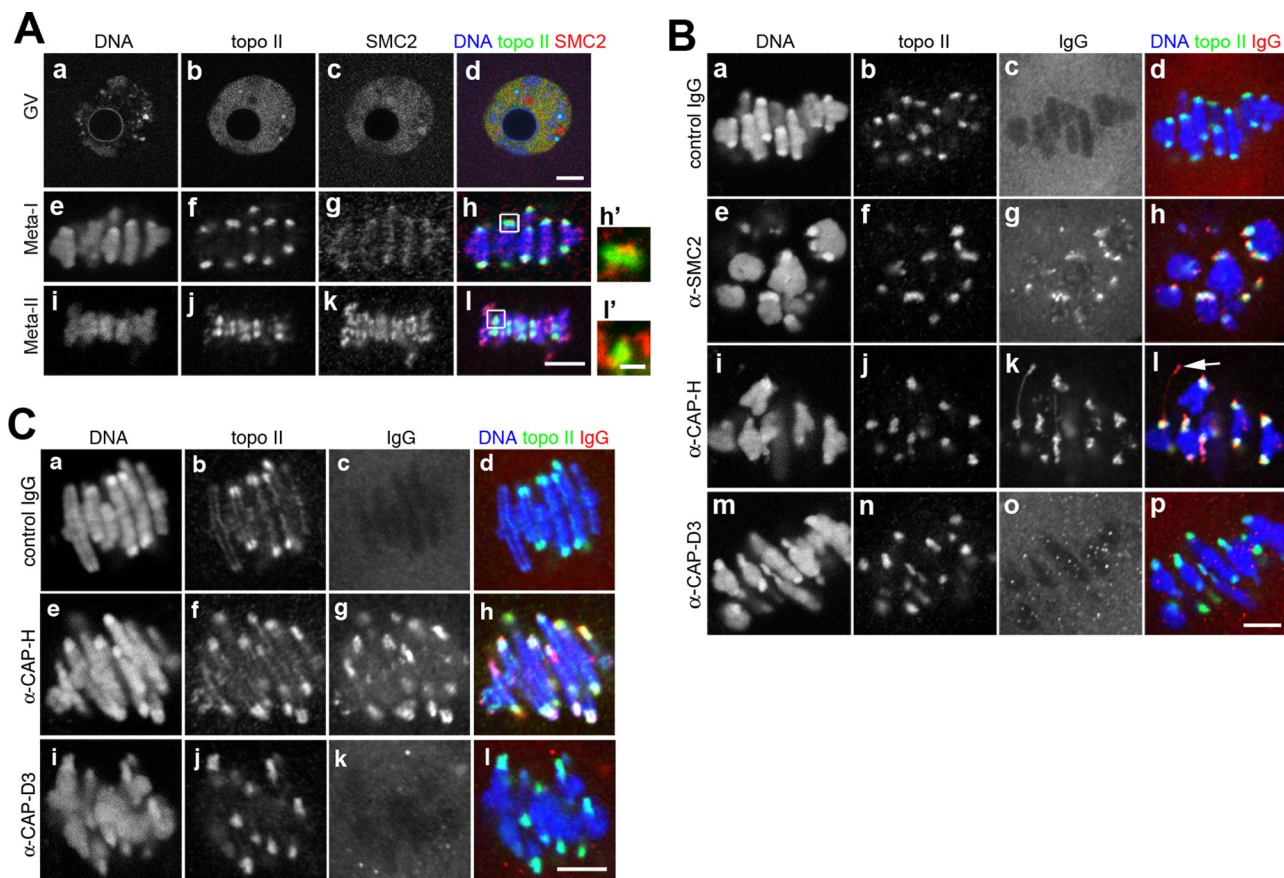 A
DNA topo II SMC2 DNA topo II SMC2
GV
a b c d
Meta-I
e f g h h'
Meta-II
i j k l l'
B
DNA topo II IgG DNA topo II IgG
control IgG
a b c d
α-SMC2
e f g h
α-CAP-H
i j k l
α-CAP-D3
m n o p
C
DNA topo II IgG DNA topo II IgG
control IgG
a b c d
α-CAP-H
e f g h
α-CAP-D3
i j k l